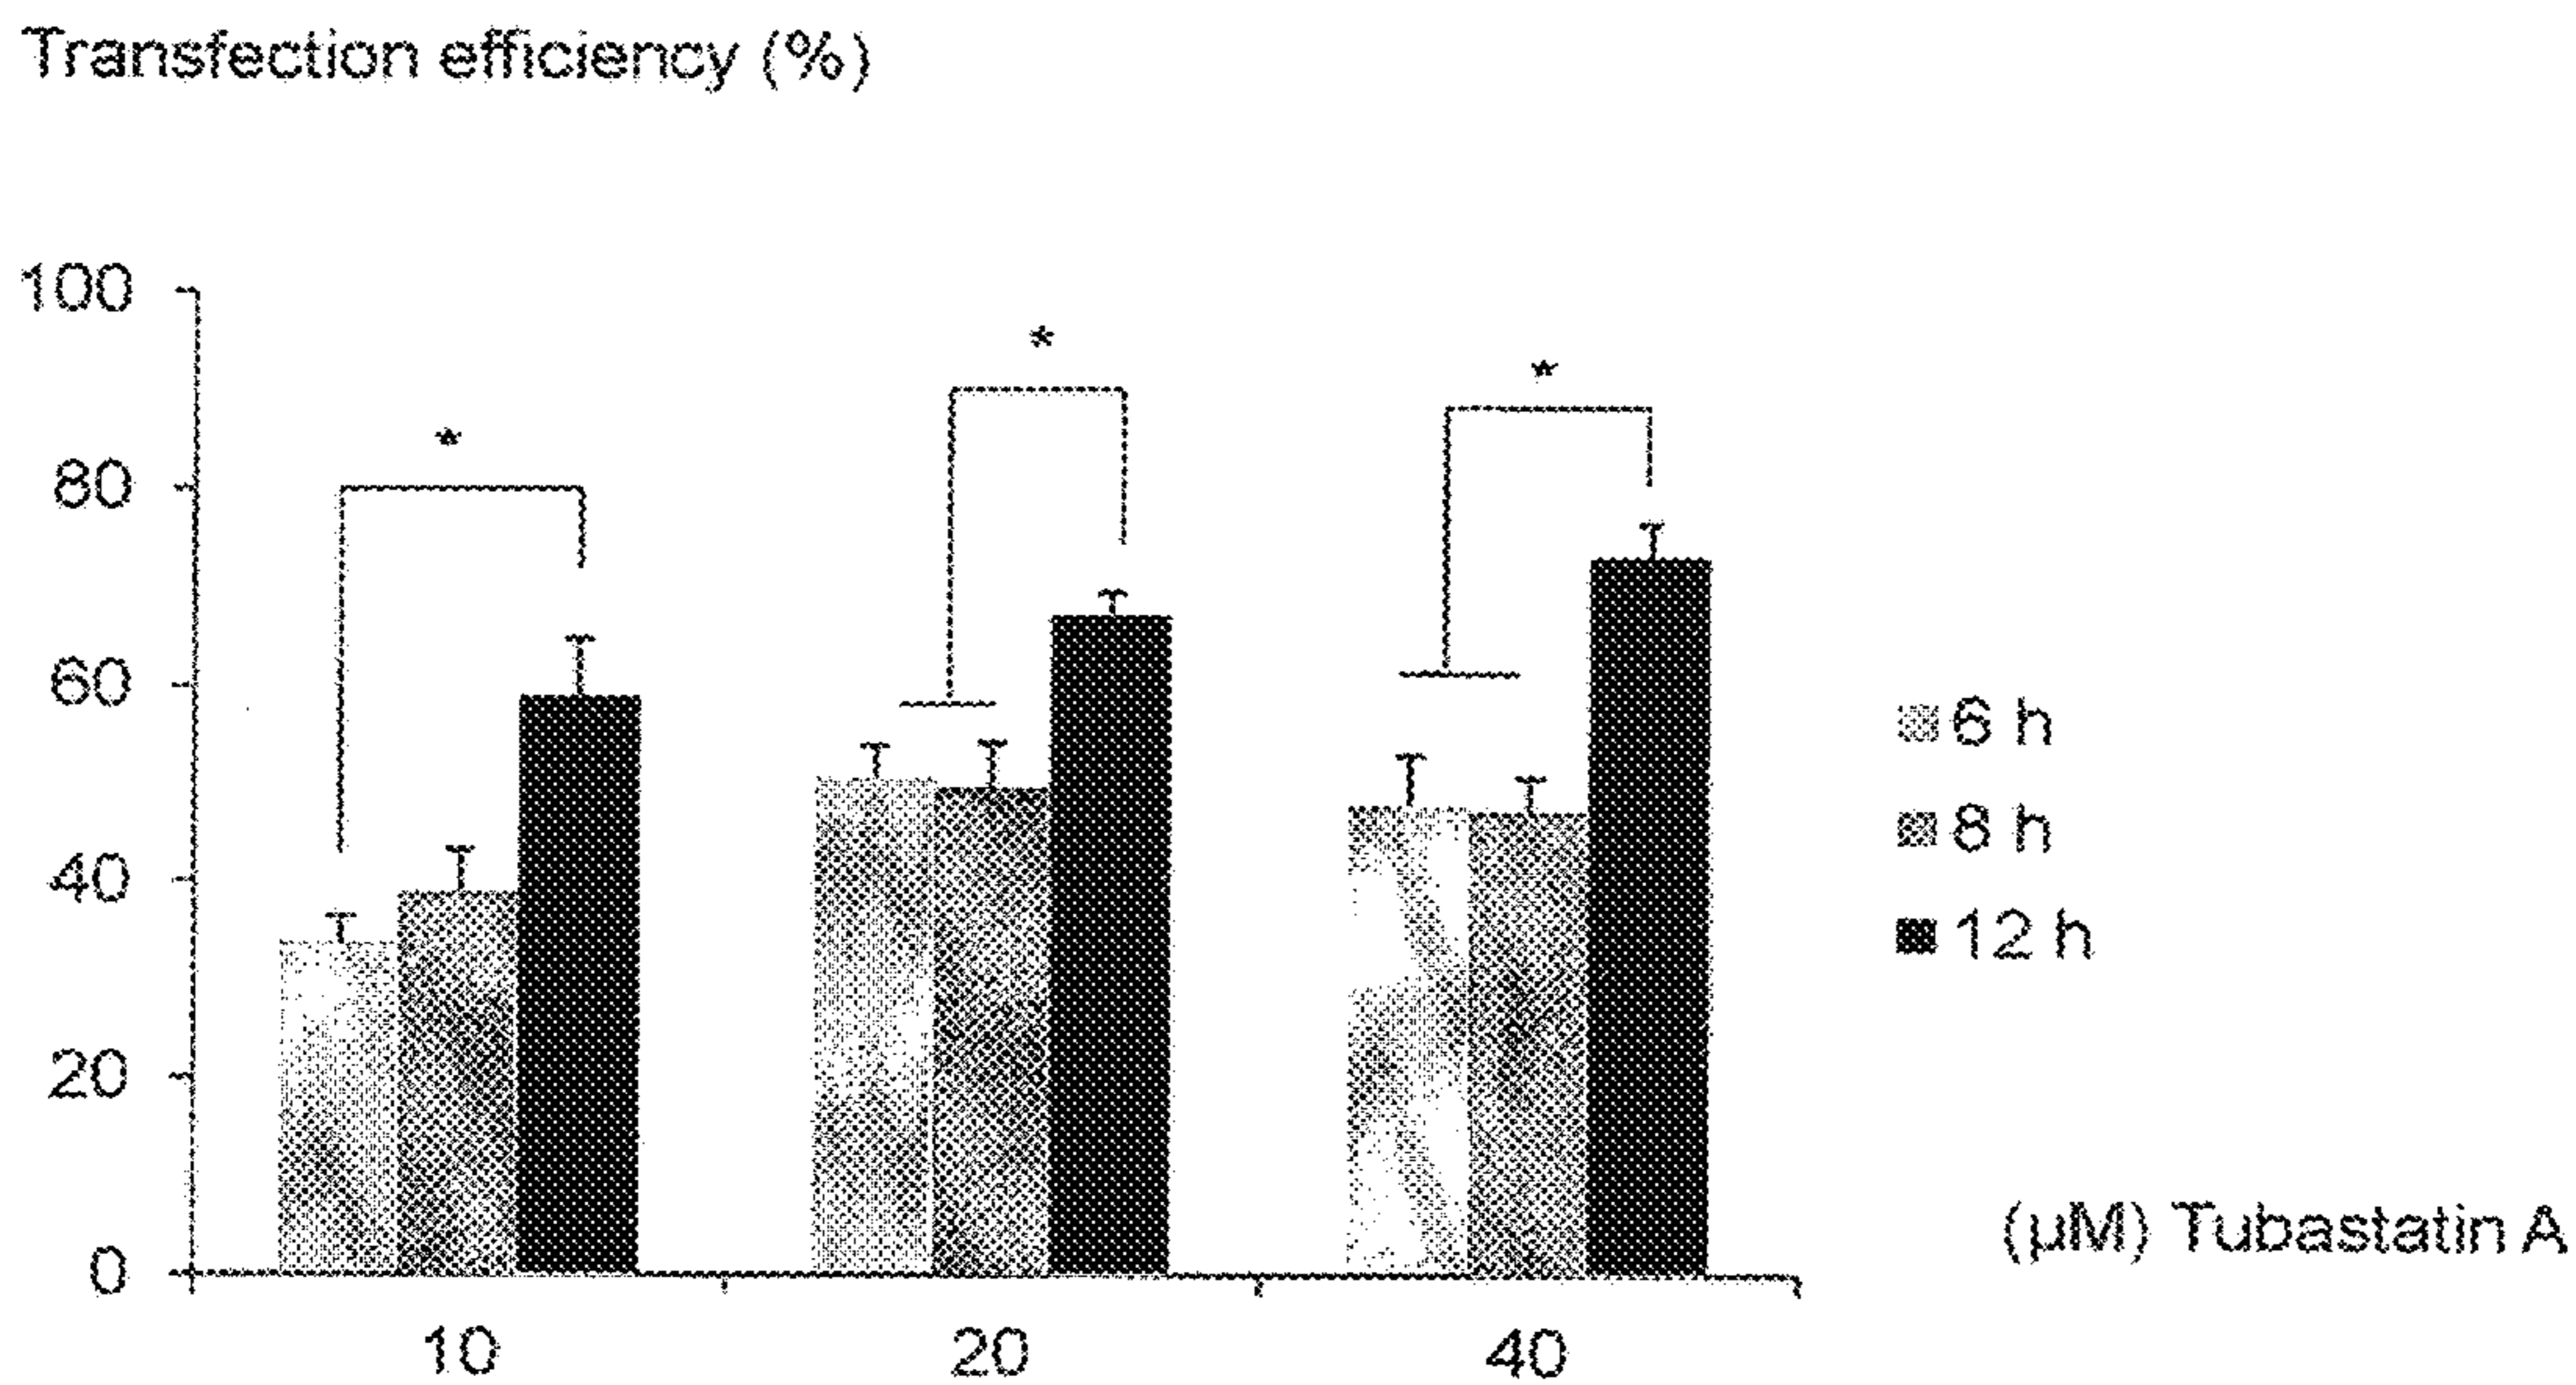 Transfection efficiency (%)
100
80
60
40
20
0
*
*
*
10 20 40
6 h
8 h
12 h
(μM) Tubastatin A